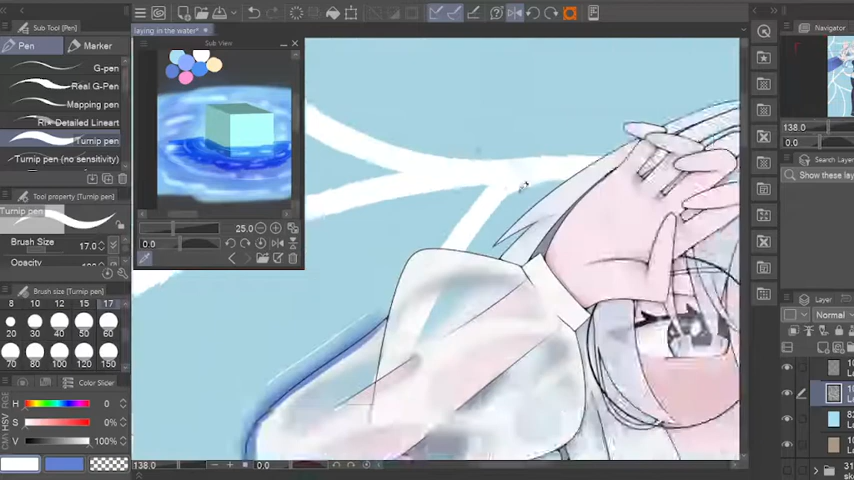 Sub Tool [Pen]
Pen
Marker
G-pen
Real G-Pen
Mapping pen
Detailed Lineart
Turnip pen
Turnip pen (no sensitivity)
Tool property [Turnip pen]
Turnip pen
Brush Size 17.0
Opacity
Brush size [Turnip pen]
8 10 12 15 17
20 30 40 50 60
70 80 100 120 150
Color Slider
H 0
S 0%
V 100%
laying in the water*
Sub View
25.0
0.0
138.0 0.0
Navigator
138.0
0.0
Search Layer
Show these
Layer
Normal